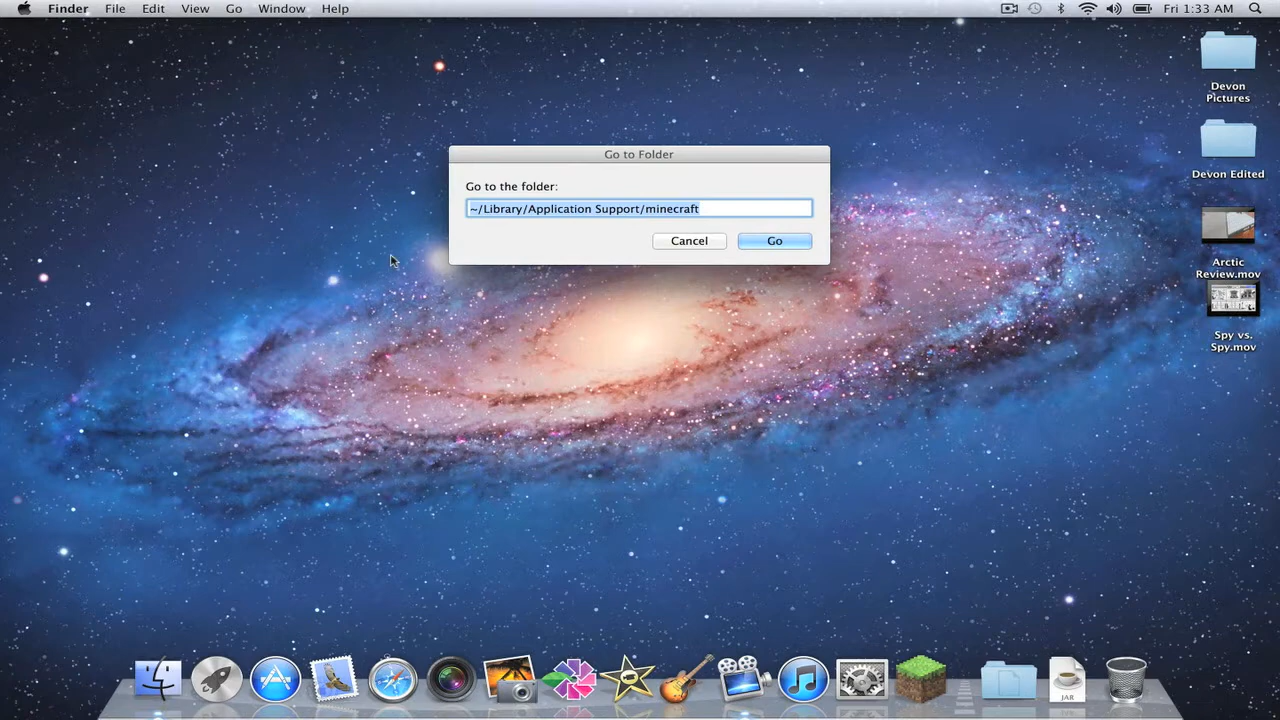 Finder File Edit View Go Window Help Fri 1:33 AM
Devon
Pictures
Go to Folder
Go to the folder:
~/Library/Application Support/minecraft
Cancel Go
Devon Edited
Arctic
Review.mov
Spy vs.
Spy.mov
JAR